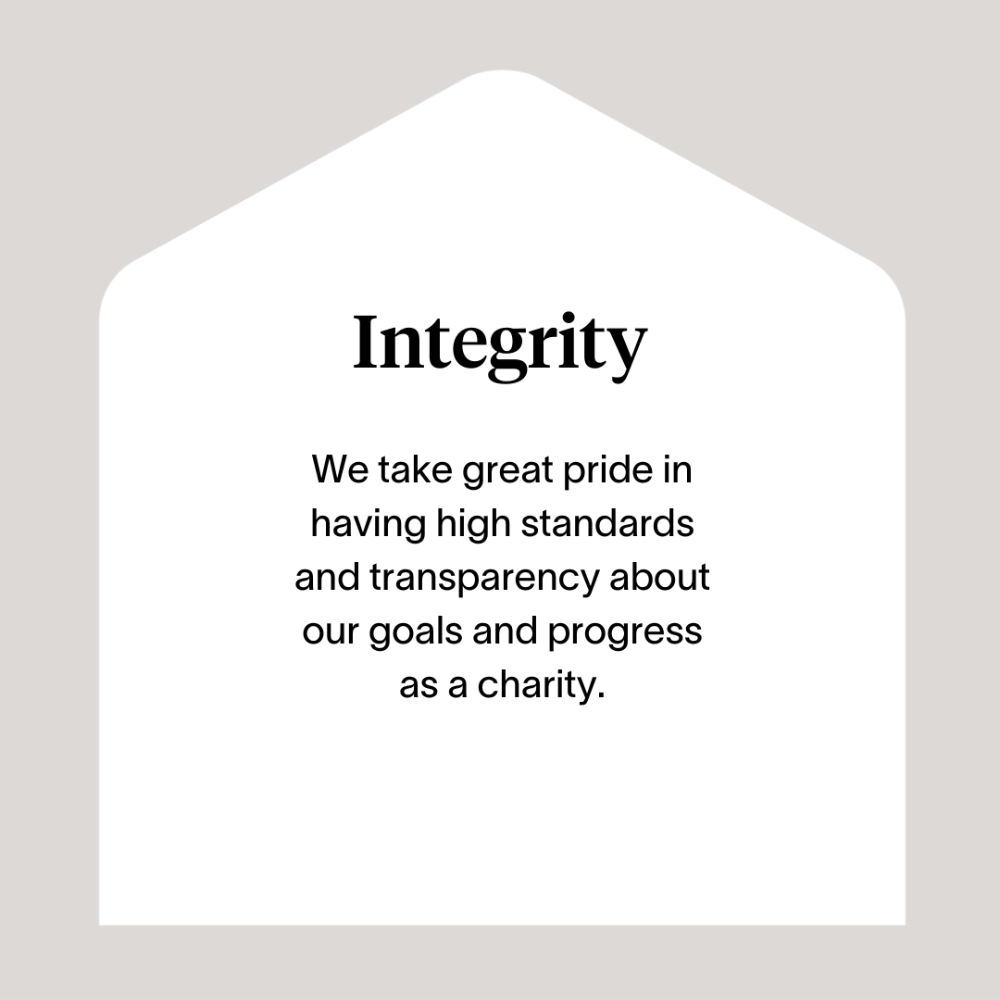 Integrity
We take great pride in
having high standards
and transparency about
our goals and progress
as a charity.